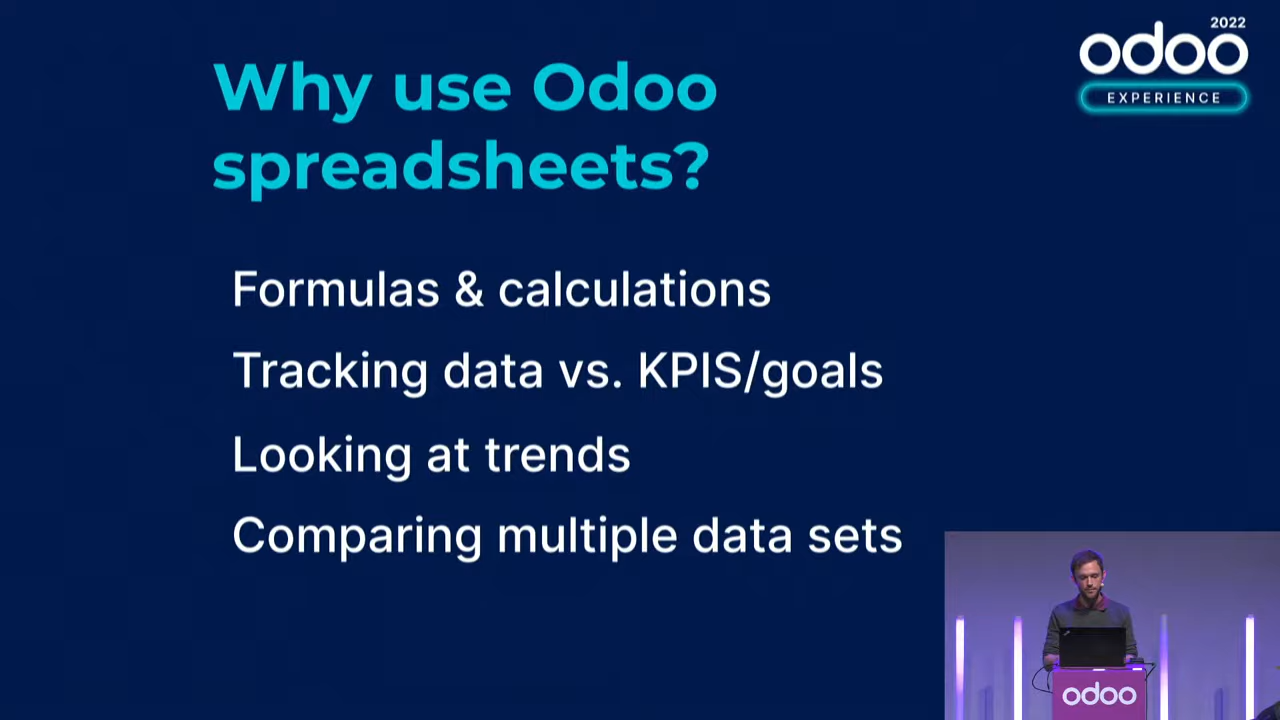 2022
odoo
EXPERIENCE
Why use Odoo
spreadsheets?
Formulas & calculations
Tracking data vs. KPIS/goals
Looking at trends
Comparing multiple data sets
odoo